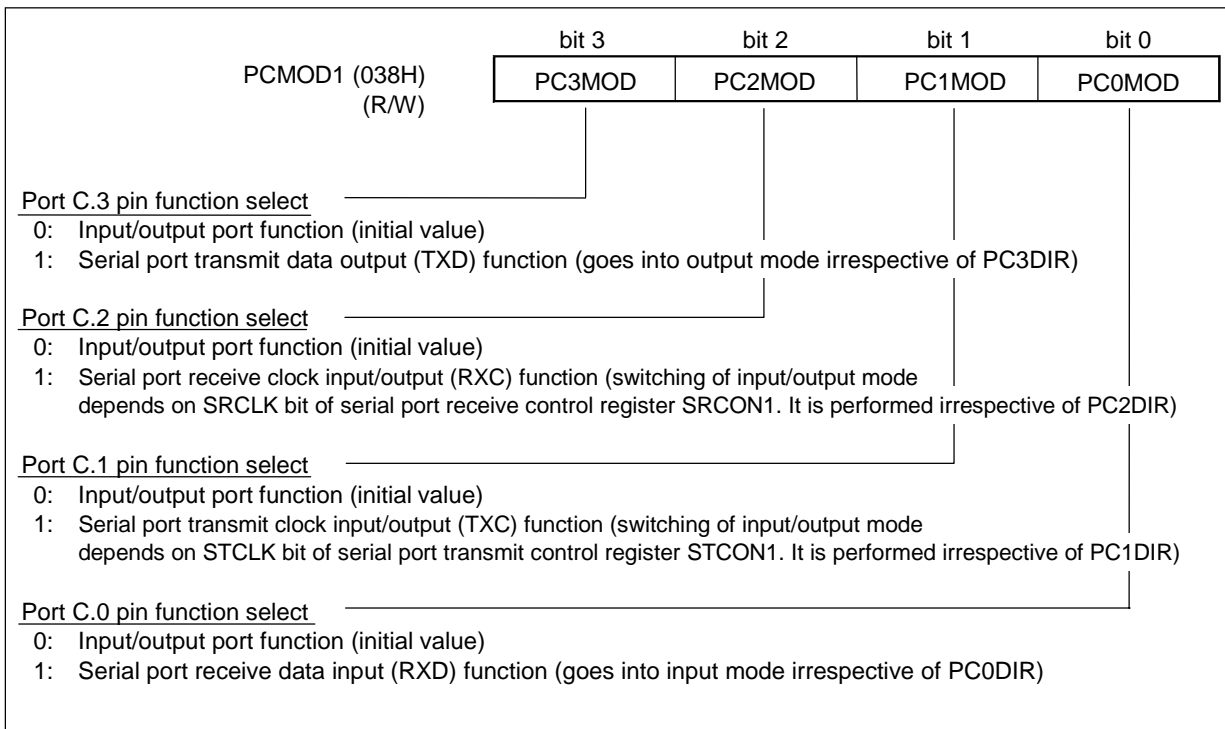 bit 3 bit 2 bit 1 bit 0
PCMOD1 (038H) PC3MOD PC2MOD PC1MOD PC0MOD
(R/W)
Port C.3 pin function select
0: Input/output port function (initial value)
1: Serial port transmit data output (TXD) function (goes into output mode irrespective of PC3DIR)
Port C.2 pin function select
0: Input/output port function (initial value)
1: Serial port receive clock input/output (RXC) function (switching of input/output mode
depends on SRCLK bit of serial port receive control register SRCON1. It is performed irrespective of PC2DIR)
Port C.1 pin function select
0: Input/output port function (initial value)
1: Serial port transmit clock input/output (TXC) function (switching of input/output mode
depends on STCLK bit of serial port transmit control register STCON1. It is performed irrespective of PC1DIR)
Port C.0 pin function select
0: Input/output port function (initial value)
1: Serial port receive data input (RXD) function (goes into input mode irrespective of PC0DIR)